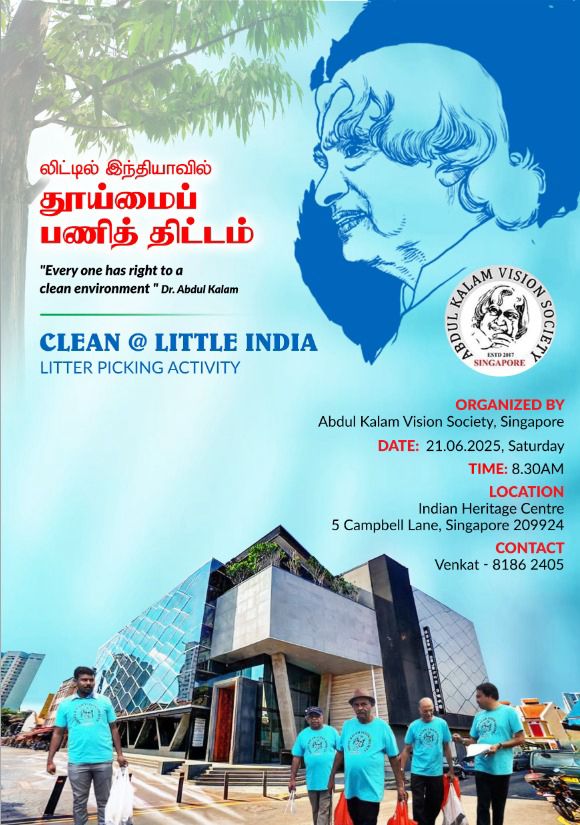 லிட்டில் இந்தியாவில்
தூய்மைப்
பணித் திட்டம்
"Every one has right to a
clean environment " Dr. Abdul Kalam
CLEAN @ LITTLE INDIA
LITTER PICKING ACTIVITY
ABDUL KALAM VISION SOCIETY
ESTD 2017
SINGAPORE
ORGANIZED BY
Abdul Kalam Vision Society, Singapore
DATE: 21.06.2025, Saturday
TIME: 8.30AM
LOCATION
Indian Heritage Centre
5 Campbell Lane, Singapore 209924
CONTACT
Venkat - 8186 2405